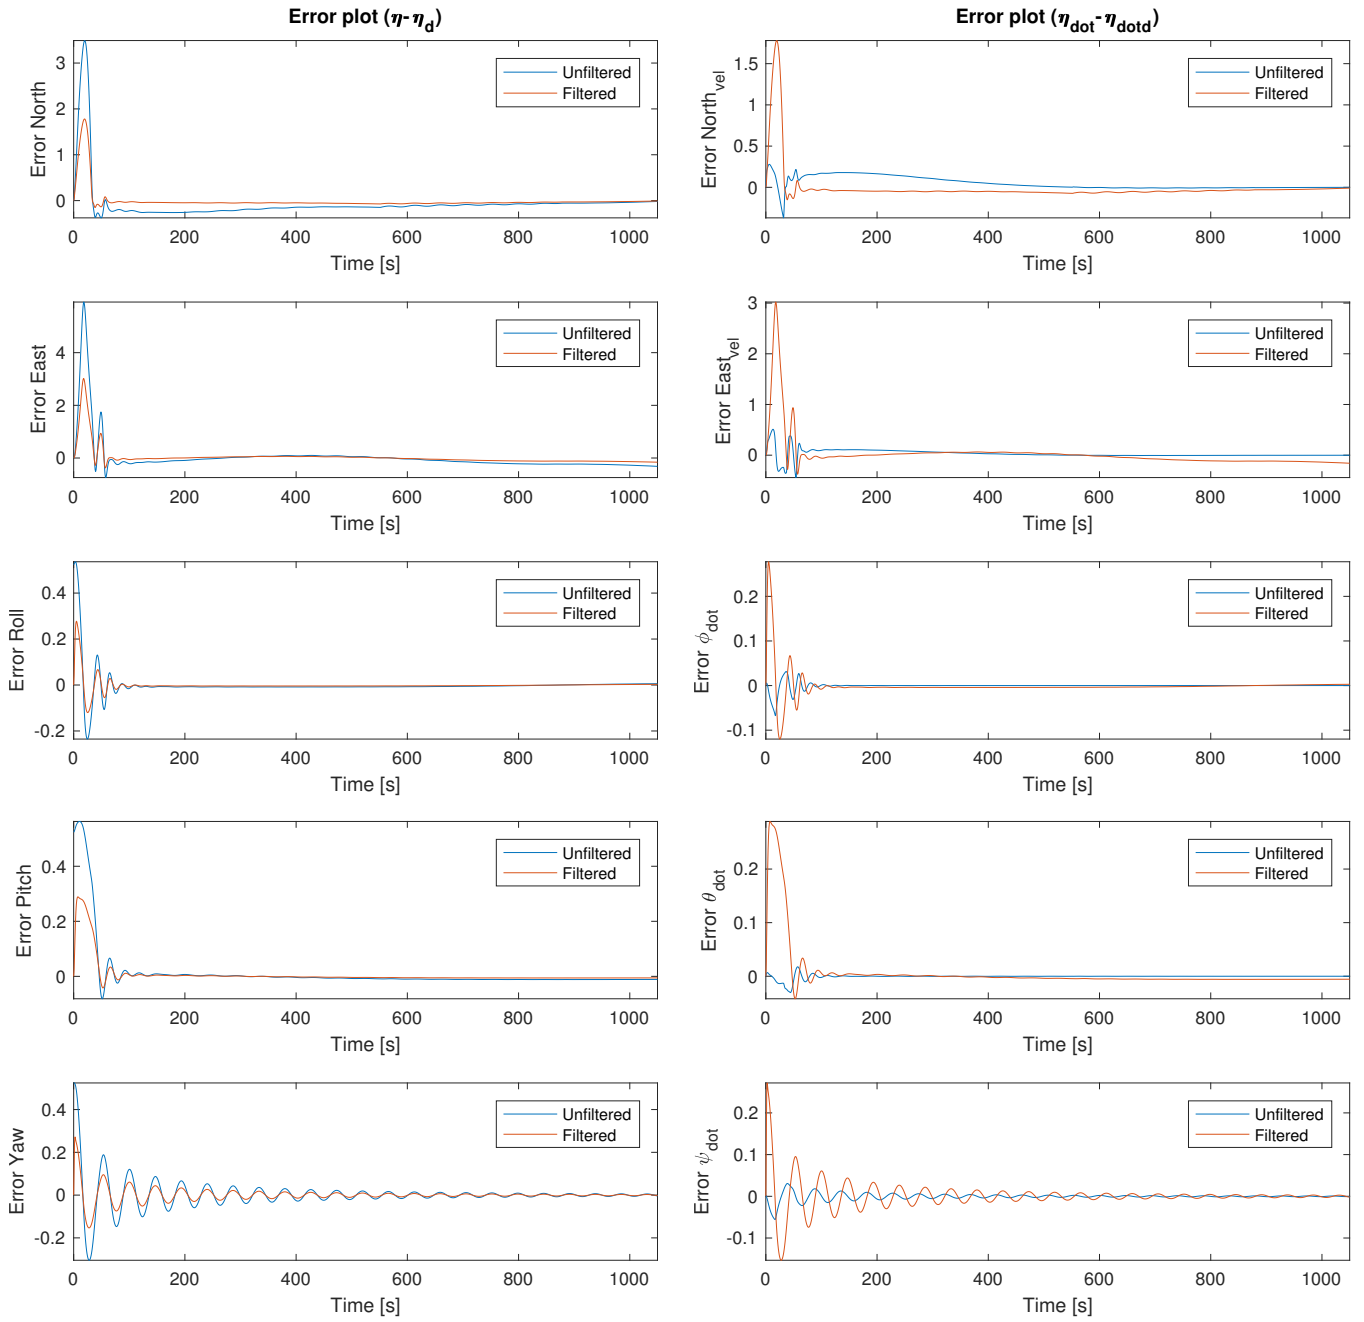 Error plot (η-η_d)
3
2
1
0
Error North
Unfiltered
Filtered
0 200 400 600 800 1000
Time [s]
Error plot (η_dot-η_dotd)
1.5
1
0.5
0
Error North_vel
Unfiltered
Filtered
0 200 400 600 800 1000
Time [s]
4
2
0
Error East
Unfiltered
Filtered
0 200 400 600 800 1000
Time [s]
3
2
1
0
Error East_vel
Unfiltered
Filtered
0 200 400 600 800 1000
Time [s]
0.4
0.2
0
-0.2
Error Roll
Unfiltered
Filtered
0 200 400 600 800 1000
Time [s]
0.2
0.1
0
-0.1
Error ϕ_dot
Unfiltered
Filtered
0 200 400 600 800 1000
Time [s]
0.4
0.2
0
Error Pitch
Unfiltered
Filtered
0 200 400 600 800 1000
Time [s]
0.2
0.1
0
Error θ_dot
Unfiltered
Filtered
0 200 400 600 800 1000
Time [s]
0.4
0.2
0
-0.2
Error Yaw
Unfiltered
Filtered
0 200 400 600 800 1000
Time [s]
0.2
0.1
0
-0.1
Error ψ_dot
Unfiltered
Filtered
0 200 400 600 800 1000
Time [s]